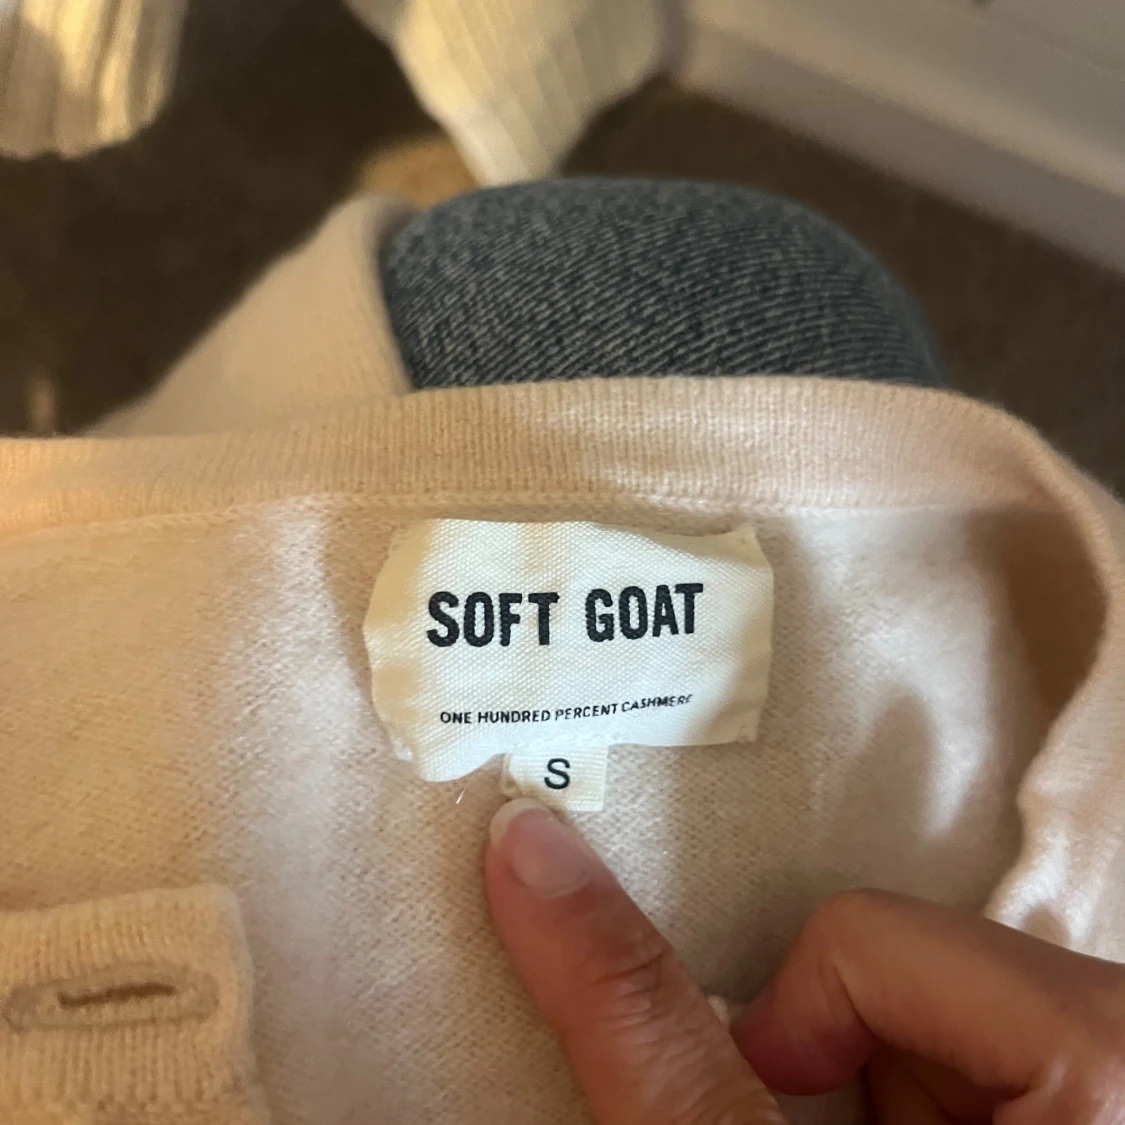 SOFT GOAT
ONE HUNDRED PERCENT CASHMERE
S